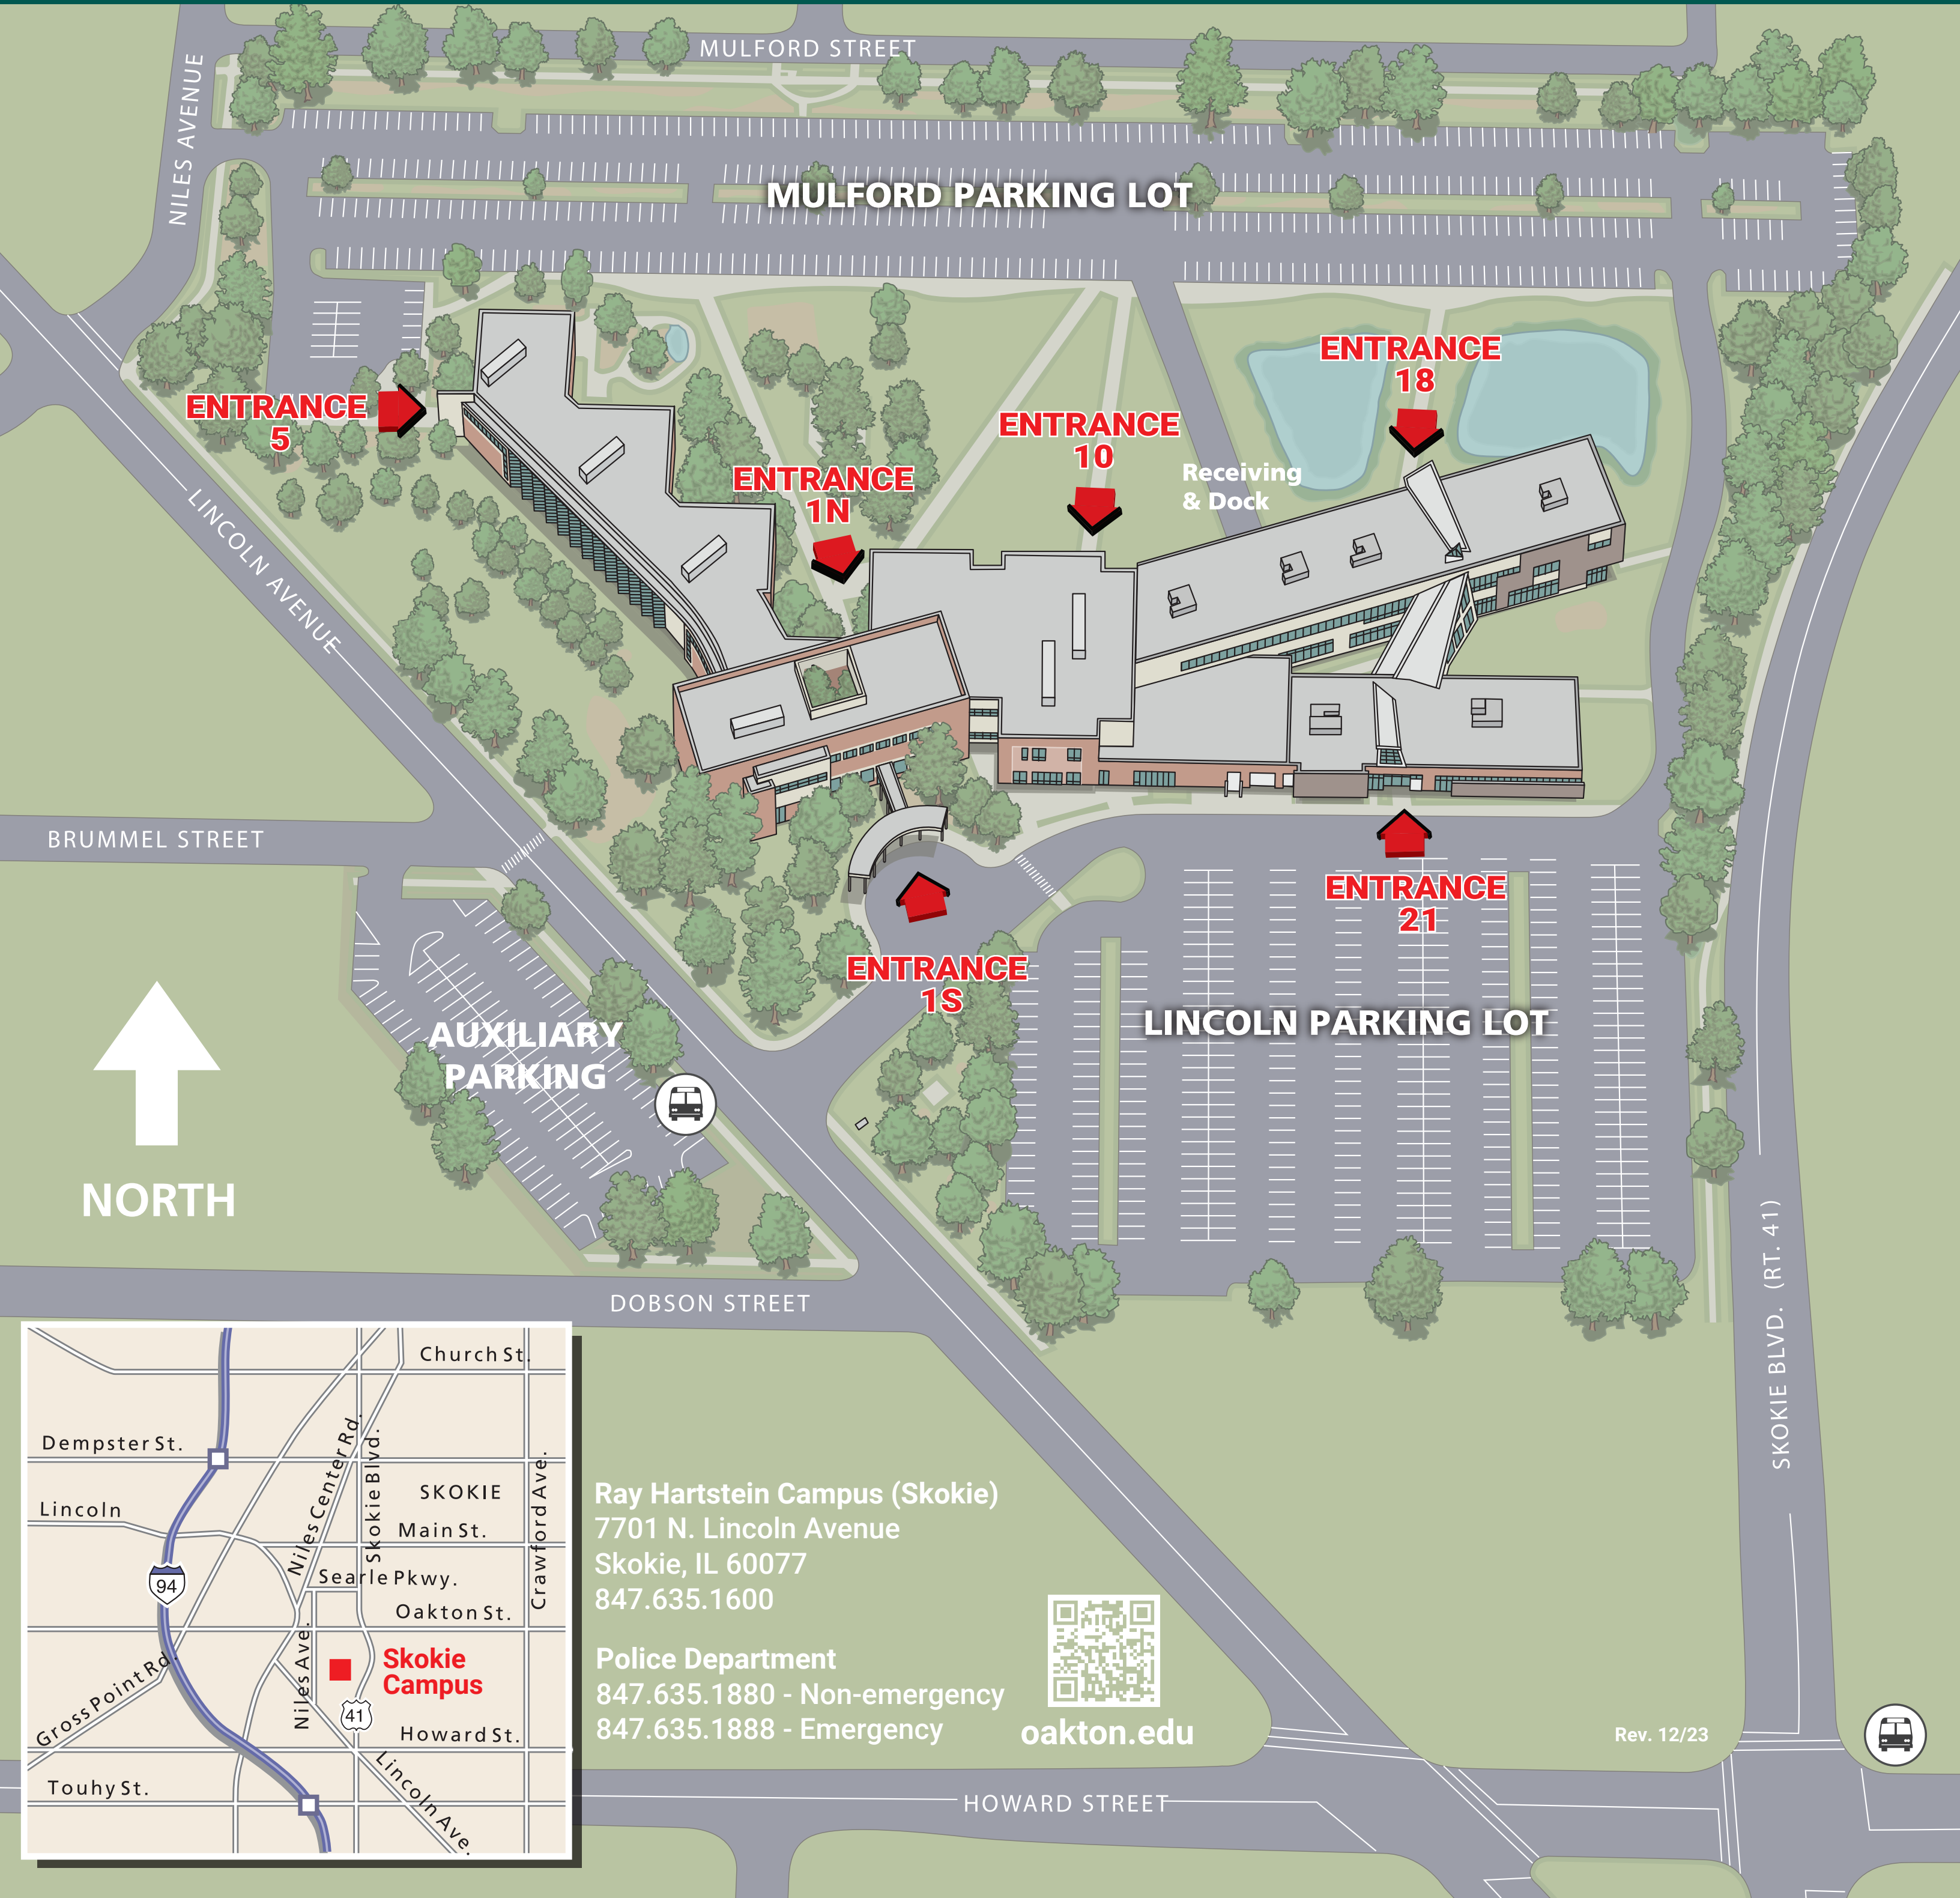 MULFORD STREET
NILES AVENUE
MULFORD PARKING LOT
ENTRANCE
18
ENTRANCE
5
ENTRANCE
10
Receiving
& Dock
ENTRANCE
1N
LINCOLN AVENUE
BRUMMEL STREET
ENTRANCE
21
ENTRANCE
1S
LINCOLN PARKING LOT
AUXILIARY
PARKING
NORTH
SKOKIE BLVD. (RT. 41)
DOBSON STREET
Church St.
Dempster St.
Niles Center Rd.
Skokie Blvd.
Crawford Ave.
SKOKIE
Lincoln
Main St.
94
Searle Pkwy.
Oakton St.
Gross Point Rd.
Niles Ave.
Skokie
Campus
41
Howard St.
Touhy St.
Lincoln Ave.
Ray Hartstein Campus (Skokie)
7701 N. Lincoln Avenue
Skokie, IL 60077
847.635.1600
Police Department
847.635.1880 - Non-emergency
847.635.1888 - Emergency
oakton.edu
Rev. 12/23
HOWARD STREET